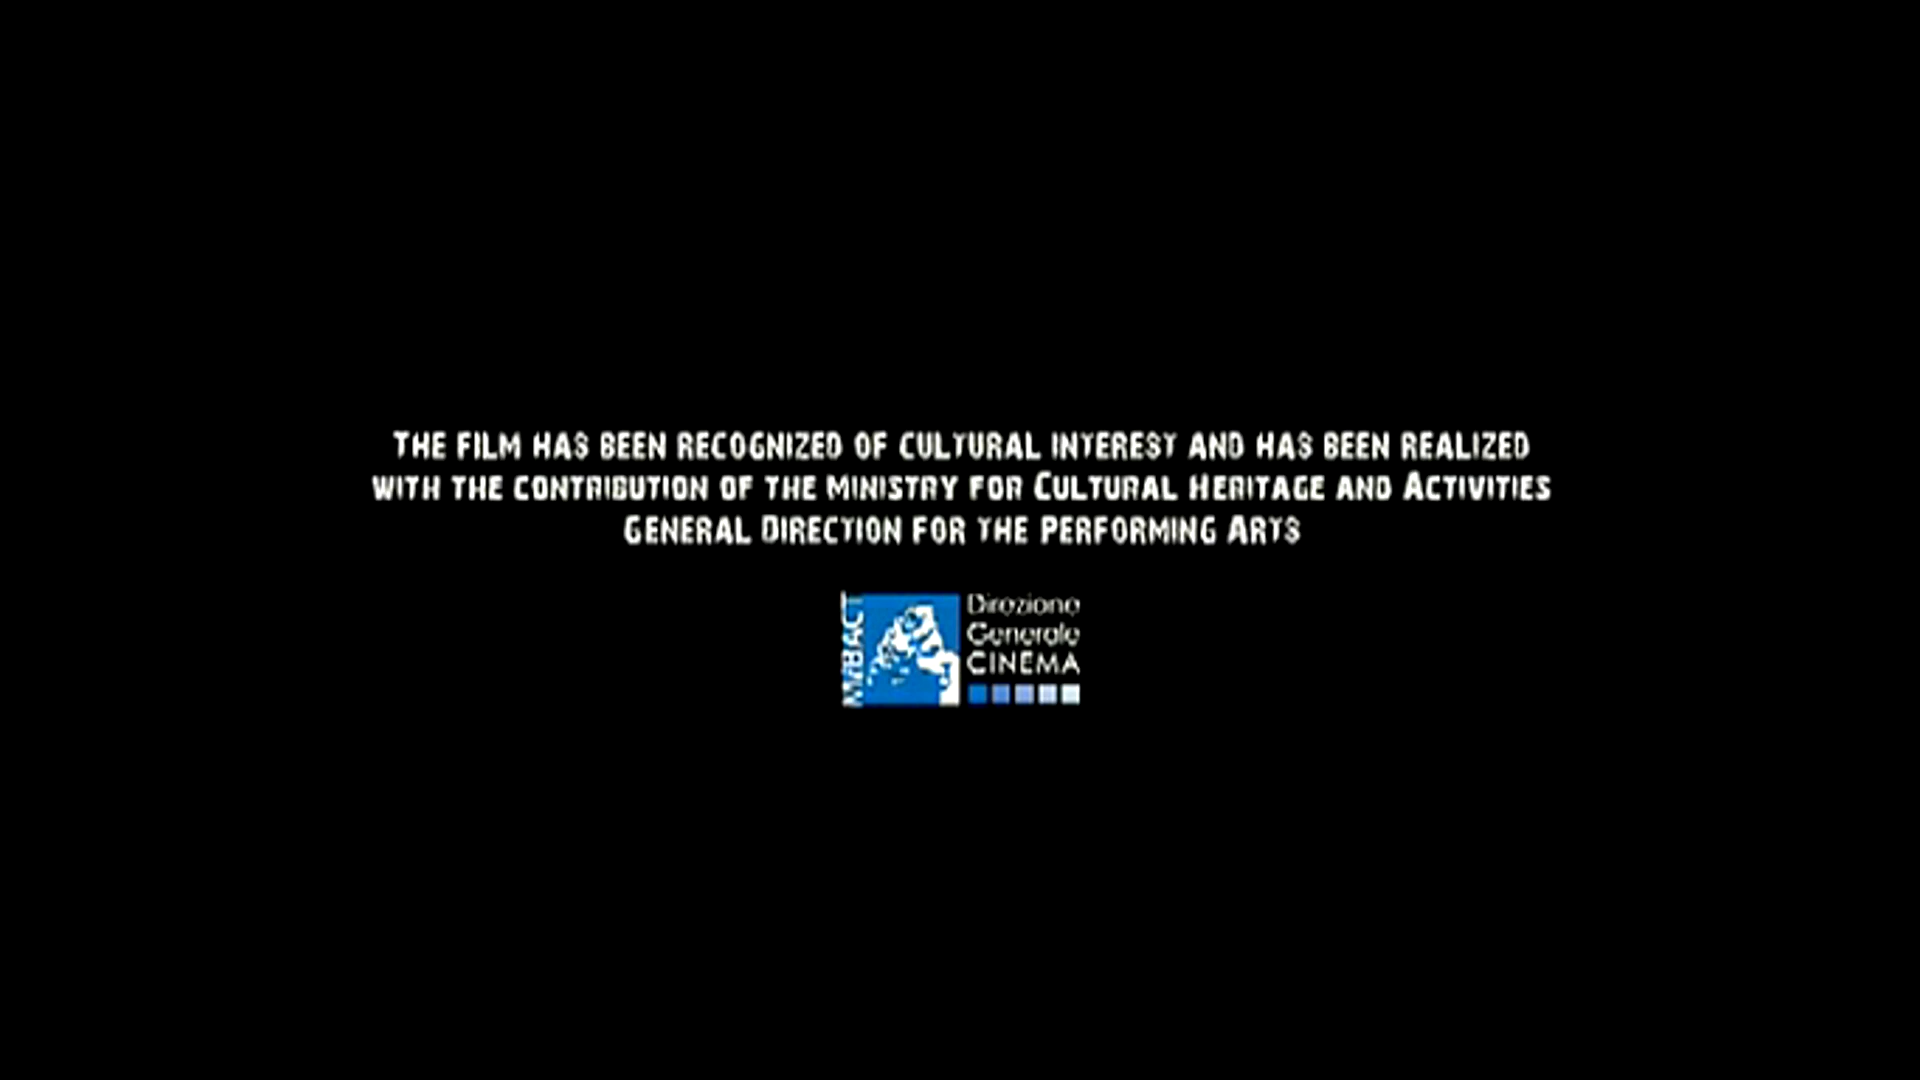 THE FILM HAS BEEN RECOGNIZED OF CULTURAL INTEREST AND HAS BEEN REALIZED
WITH THE CONTRIBUTION OF THE MINISTRY FOR CULTURAL HERITAGE AND ACTIVITIES
GENERAL DIRECTION FOR THE PERFORMING ARTS
MiBACT
Direzione
Generale
CINEMA